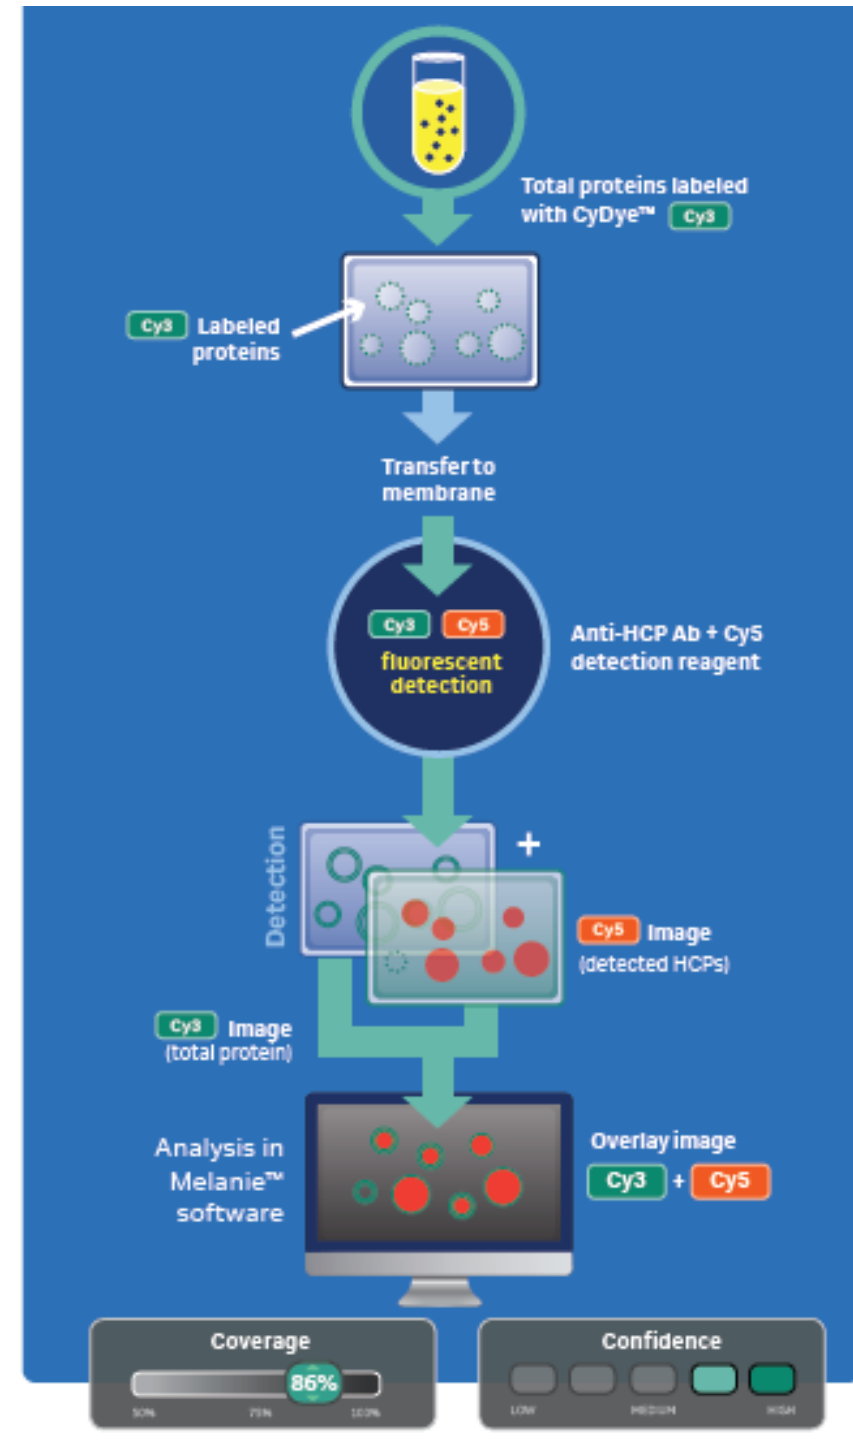 Total proteins labeled
with CyDye™ Cy3
Cy3 Labeled
proteins
Transfer to
membrane
Cy3 Cy5
fluorescent
detection
Anti-HCP Ab + Cy5
detection reagent
Detection
+
Cy5 Image
(detected HCPs)
Cy3 Image
(total protein)
Analysis in
Melanie™
software
Overlay image
Cy3 + Cy5
Coverage
86%
50% 75% 100%
Confidence
LOW MEDIUM HIGH